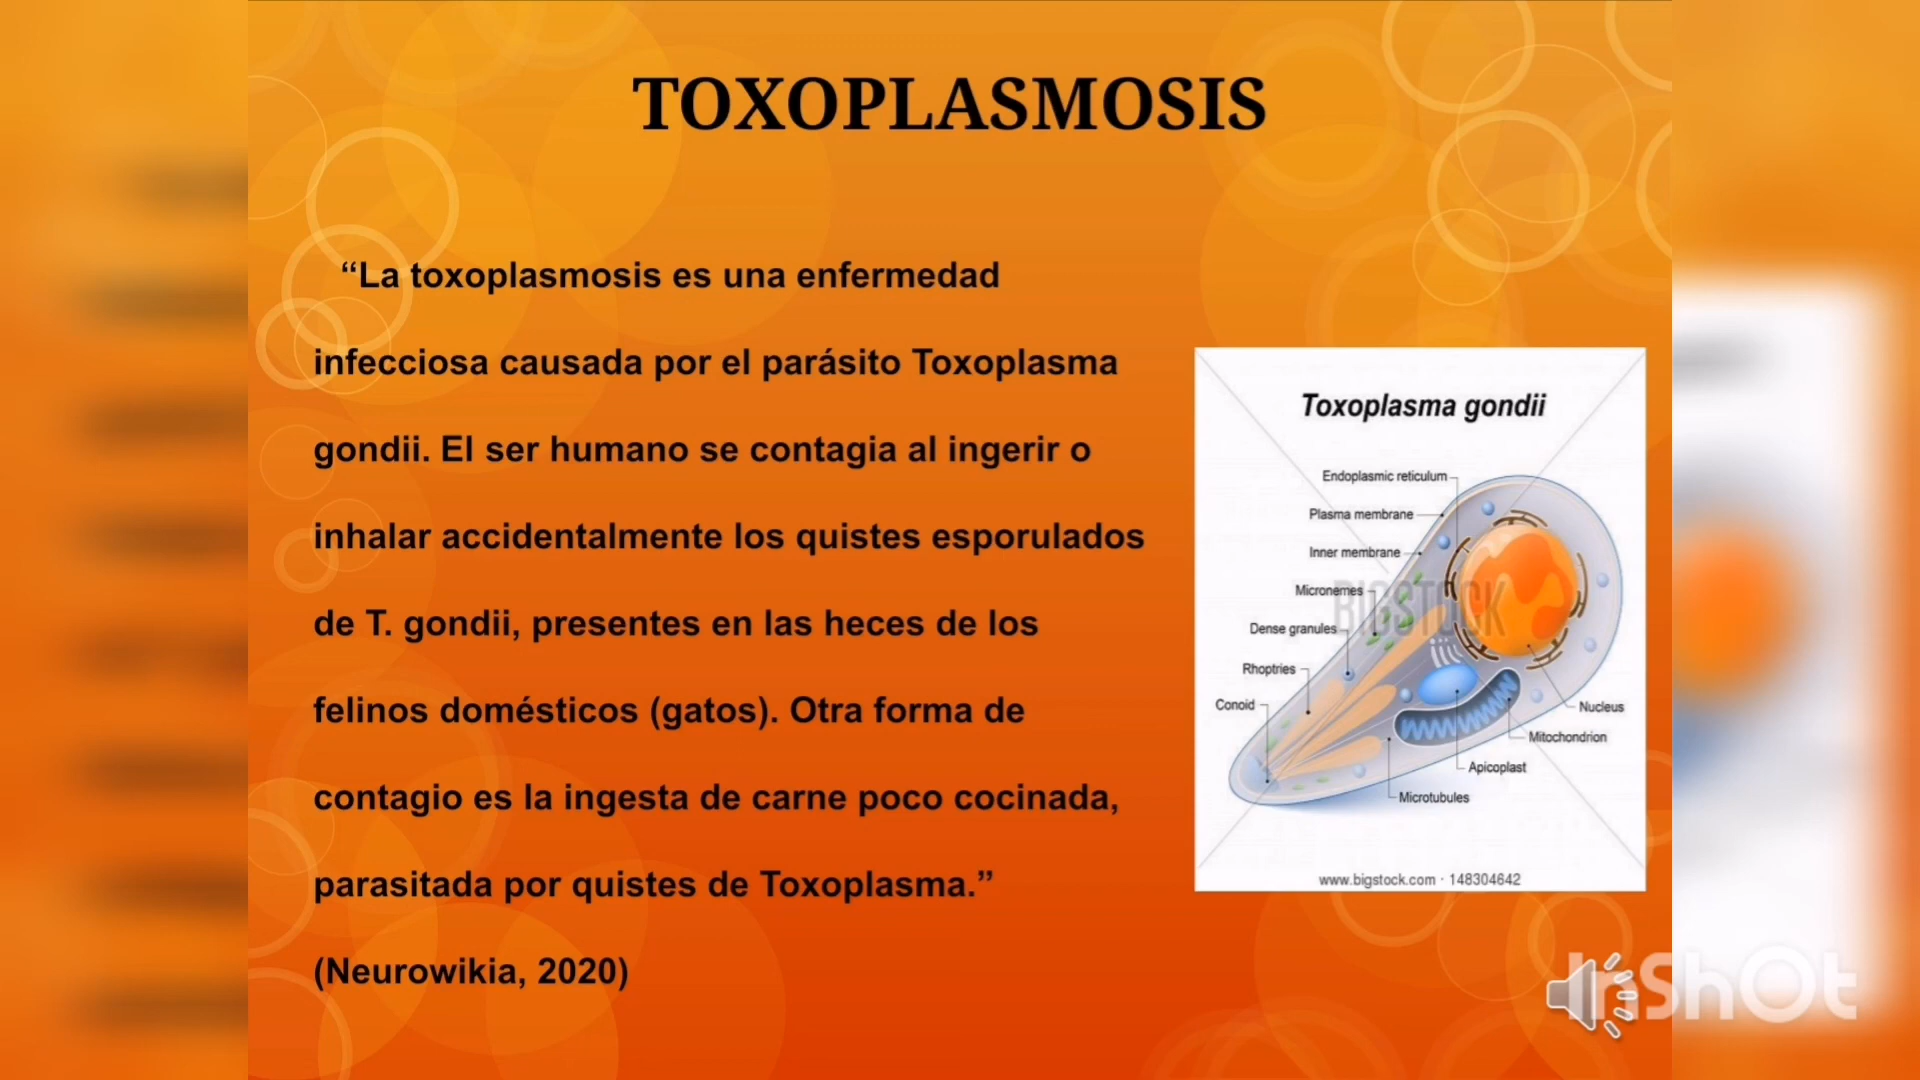 TOXOPLASMOSIS
“La toxoplasmosis es una enfermedad
infecciosa causada por el parásito Toxoplasma
gondii. El ser humano se contagia al ingerir o
inhalar accidentalmente los quistes esporulados
de T. gondii, presentes en las heces de los
felinos domésticos (gatos). Otra forma de
contagio es la ingesta de carne poco cocinada,
parasitada por quistes de Toxoplasma.”
(Neurowikia, 2020)
Toxoplasma gondii
Endoplasmic reticulum
Plasma membrane
Inner membrane
Micronemes
BIGSTOCK
Dense granules
Rhoptries
Conoid
Nucleus
Mitochondrion
Apicoplast
Microtubules
www.bigstock.com · 148304642
InShOt